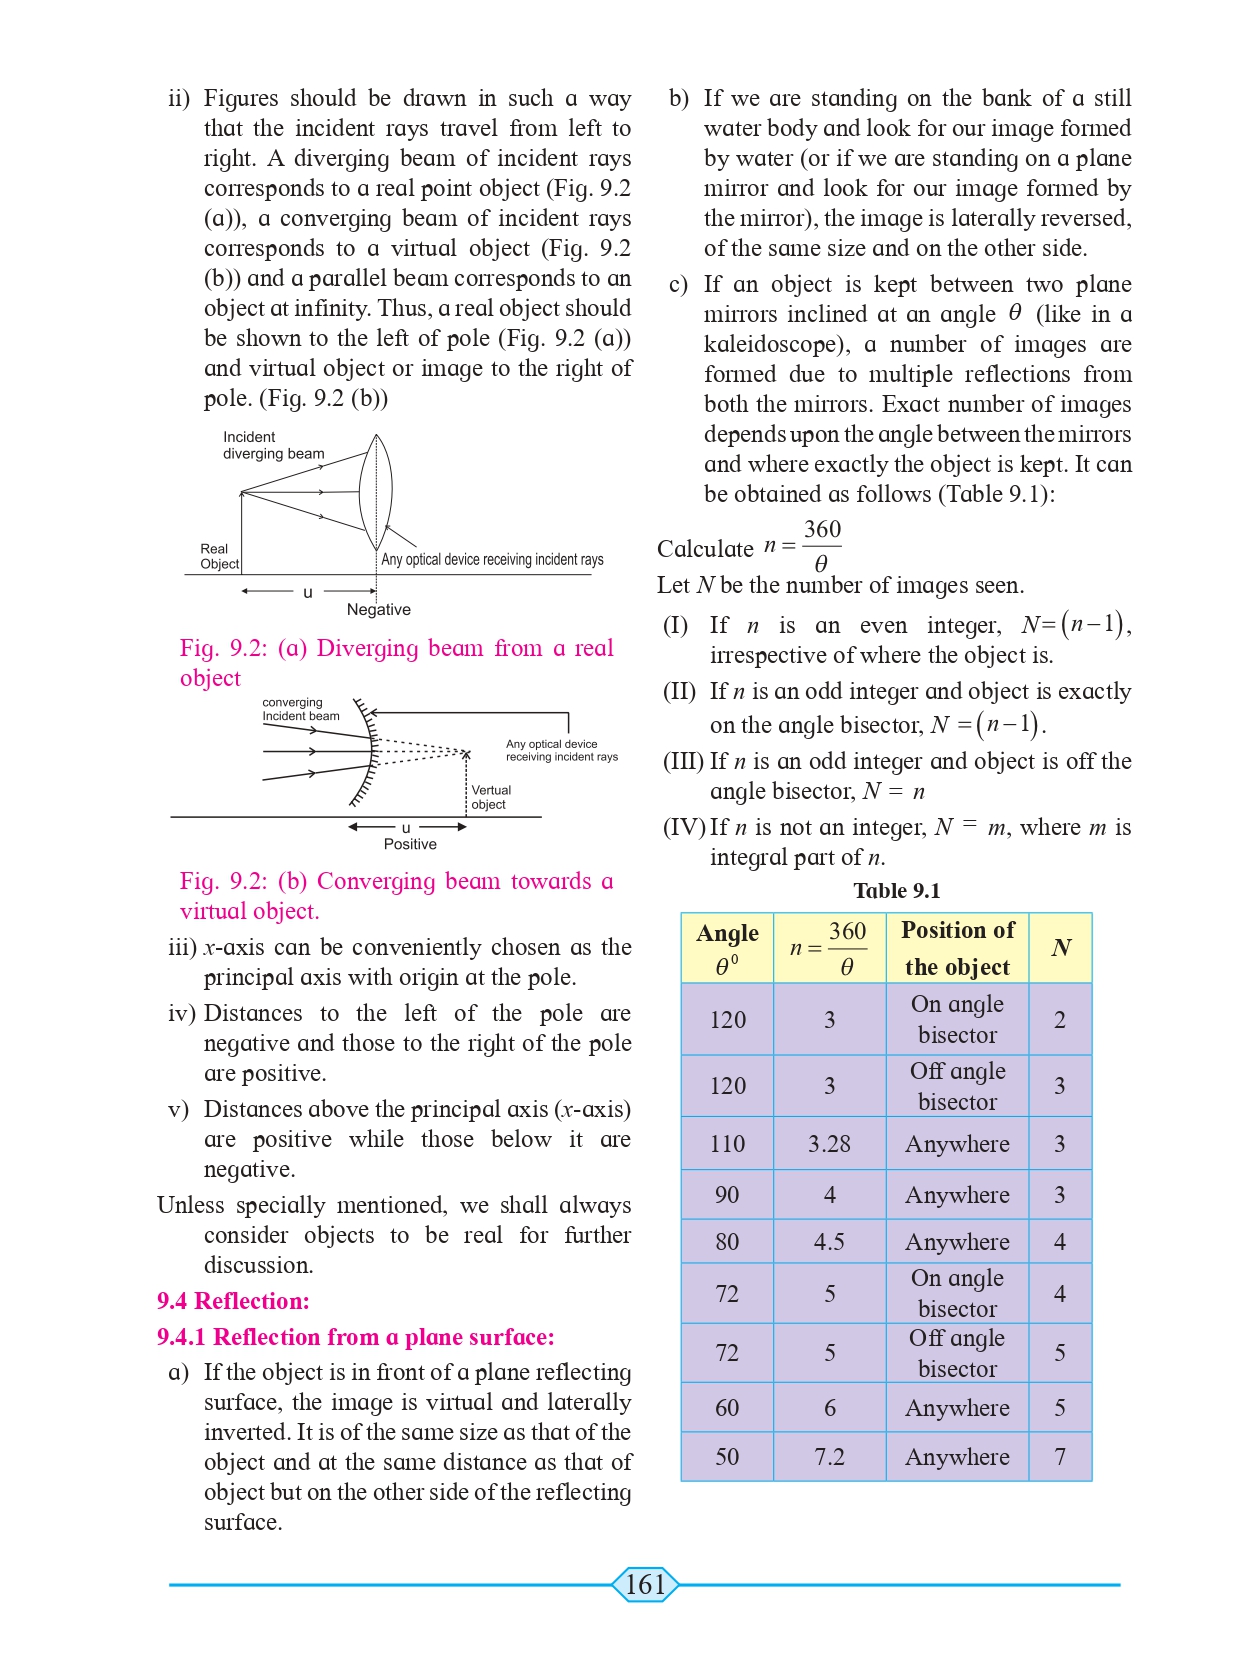 ii) Figures should be drawn in such a way
that the incident rays travel from left to
right. A diverging beam of incident rays
corresponds to a real point object (Fig. 9.2
(a)), a converging beam of incident rays
corresponds to a virtual object (Fig. 9.2
(b)) and a parallel beam corresponds to an
object at infinity. Thus, a real object should
be shown to the left of pole (Fig. 9.2 (a))
and virtual object or image to the right of
pole. (Fig. 9.2 (b))
Incident
diverging beam
Real
Object
Any optical device receiving incident rays
u
Negative
Fig. 9.2: (a) Diverging beam from a real
object
converging
Incident beam
Any optical device
receiving incident rays
Vertual
object
u
Positive
Fig. 9.2: (b) Converging beam towards a
virtual object.
iii) x-axis can be conveniently chosen as the
principal axis with origin at the pole.
iv) Distances to the left of the pole are
negative and those to the right of the pole
are positive.
v) Distances above the principal axis (x-axis)
are positive while those below it are
negative.
Unless specially mentioned, we shall always
consider objects to be real for further
discussion.
9.4 Reflection:
9.4.1 Reflection from a plane surface:
a) If the object is in front of a plane reflecting
surface, the image is virtual and laterally
inverted. It is of the same size as that of the
object and at the same distance as that of
object but on the other side of the reflecting
surface.
b) If we are standing on the bank of a still
water body and look for our image formed
by water (or if we are standing on a plane
mirror and look for our image formed by
the mirror), the image is laterally reversed,
of the same size and on the other side.
c) If an object is kept between two plane
mirrors inclined at an angle θ (like in a
kaleidoscope), a number of images are
formed due to multiple reflections from
both the mirrors. Exact number of images
depends upon the angle between the mirrors
and where exactly the object is kept. It can
be obtained as follows (Table 9.1):
Calculate n = 360/θ
Let N be the number of images seen.
(I) If n is an even integer, N=(n−1),
irrespective of where the object is.
(II) If n is an odd integer and object is exactly
on the angle bisector, N =(n−1).
(III) If n is an odd integer and object is off the
angle bisector, N = n
(IV) If n is not an integer, N = m, where m is
integral part of n.
Table 9.1
Angle θ⁰ n = 360/θ Position of the object N
120 3 On angle bisector 2
120 3 Off angle bisector 3
110 3.28 Anywhere 3
90 4 Anywhere 3
80 4.5 Anywhere 4
72 5 On angle bisector 4
72 5 Off angle bisector 5
60 6 Anywhere 5
50 7.2 Anywhere 7
161